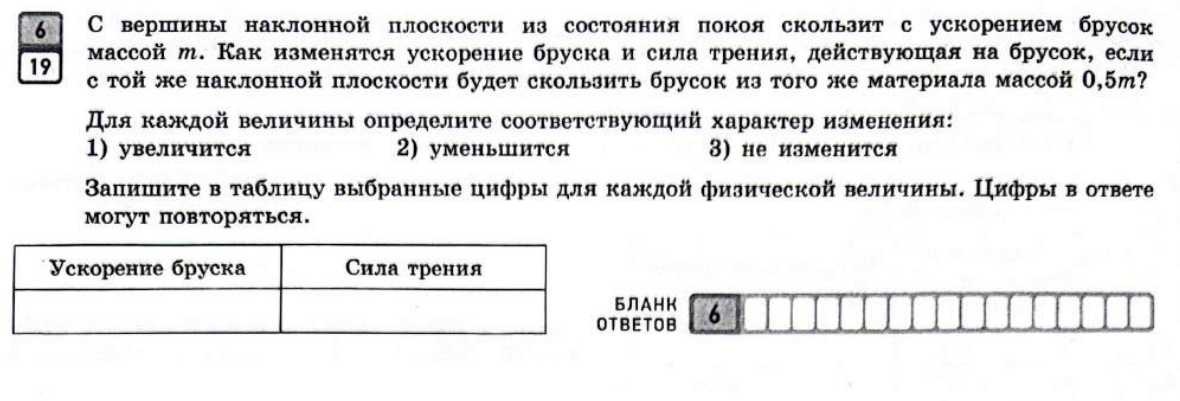 6
19
С вершины наклонной плоскости из состояния покоя скользит с ускорением брусок
массой m. Как изменятся ускорение бруска и сила трения, действующая на брусок, если
с той же наклонной плоскости будет скользить брусок из того же материала массой 0,5m?
Для каждой величины определите соответствующий характер изменения:
1) увеличится 2) уменьшится 3) не изменится
Запишите в таблицу выбранные цифры для каждой физической величины. Цифры в ответе
могут повторяться.
Ускорение бруска Сила трения
БЛАНК
ОТВЕТОВ 6